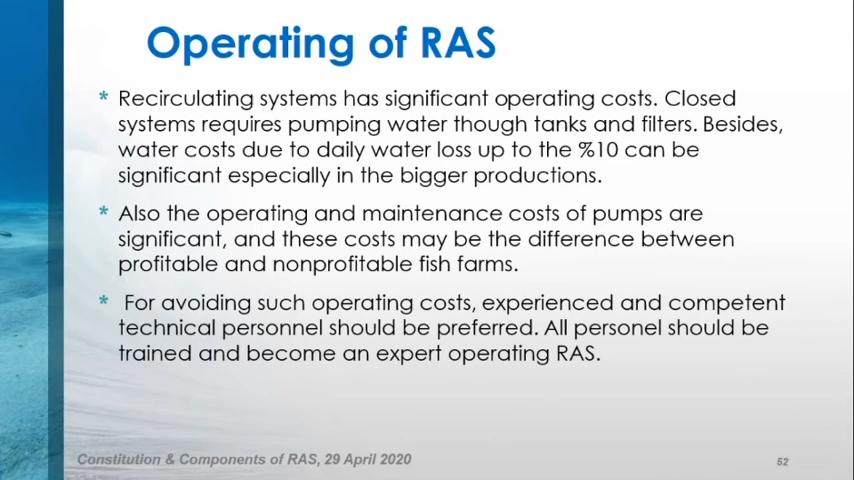 Operating of RAS
* Recirculating systems has significant operating costs. Closed
systems requires pumping water though tanks and filters. Besides,
water costs due to daily water loss up to the %10 can be
significant especially in the bigger productions.
* Also the operating and maintenance costs of pumps are
significant, and these costs may be the difference between
profitable and nonprofitable fish farms.
* For avoiding such operating costs, experienced and competent
technical personnel should be preferred. All personel should be
trained and become an expert operating RAS.
Constitution & Components of RAS, 29 April 2020
52